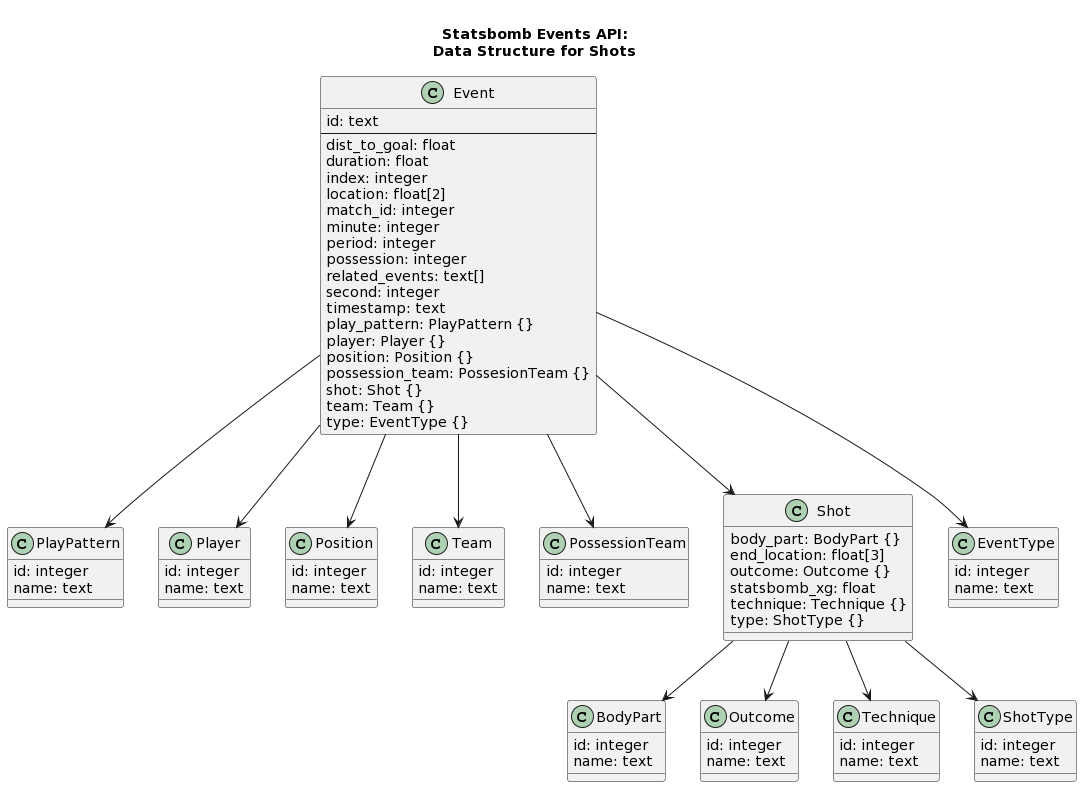 Statsbomb Events API:
Data Structure for Shots
C Event
id: text
dist_to_goal: float
duration: float
index: integer
location: float[2]
match_id: integer
minute: integer
period: integer
possession: integer
related_events: text[]
second: integer
timestamp: text
play_pattern: PlayPattern {}
player: Player {}
position: Position {}
possession_team: PossesionTeam {}
shot: Shot {}
team: Team {}
type: EventType {}
C PlayPattern
id: integer
name: text
C Player
id: integer
name: text
C Position
id: integer
name: text
C Team
id: integer
name: text
C PossessionTeam
id: integer
name: text
C Shot
body_part: BodyPart {}
end_location: float[3]
outcome: Outcome {}
statsbomb_xg: float
technique: Technique {}
type: ShotType {}
C EventType
id: integer
name: text
C BodyPart
id: integer
name: text
C Outcome
id: integer
name: text
C Technique
id: integer
name: text
C ShotType
id: integer
name: text